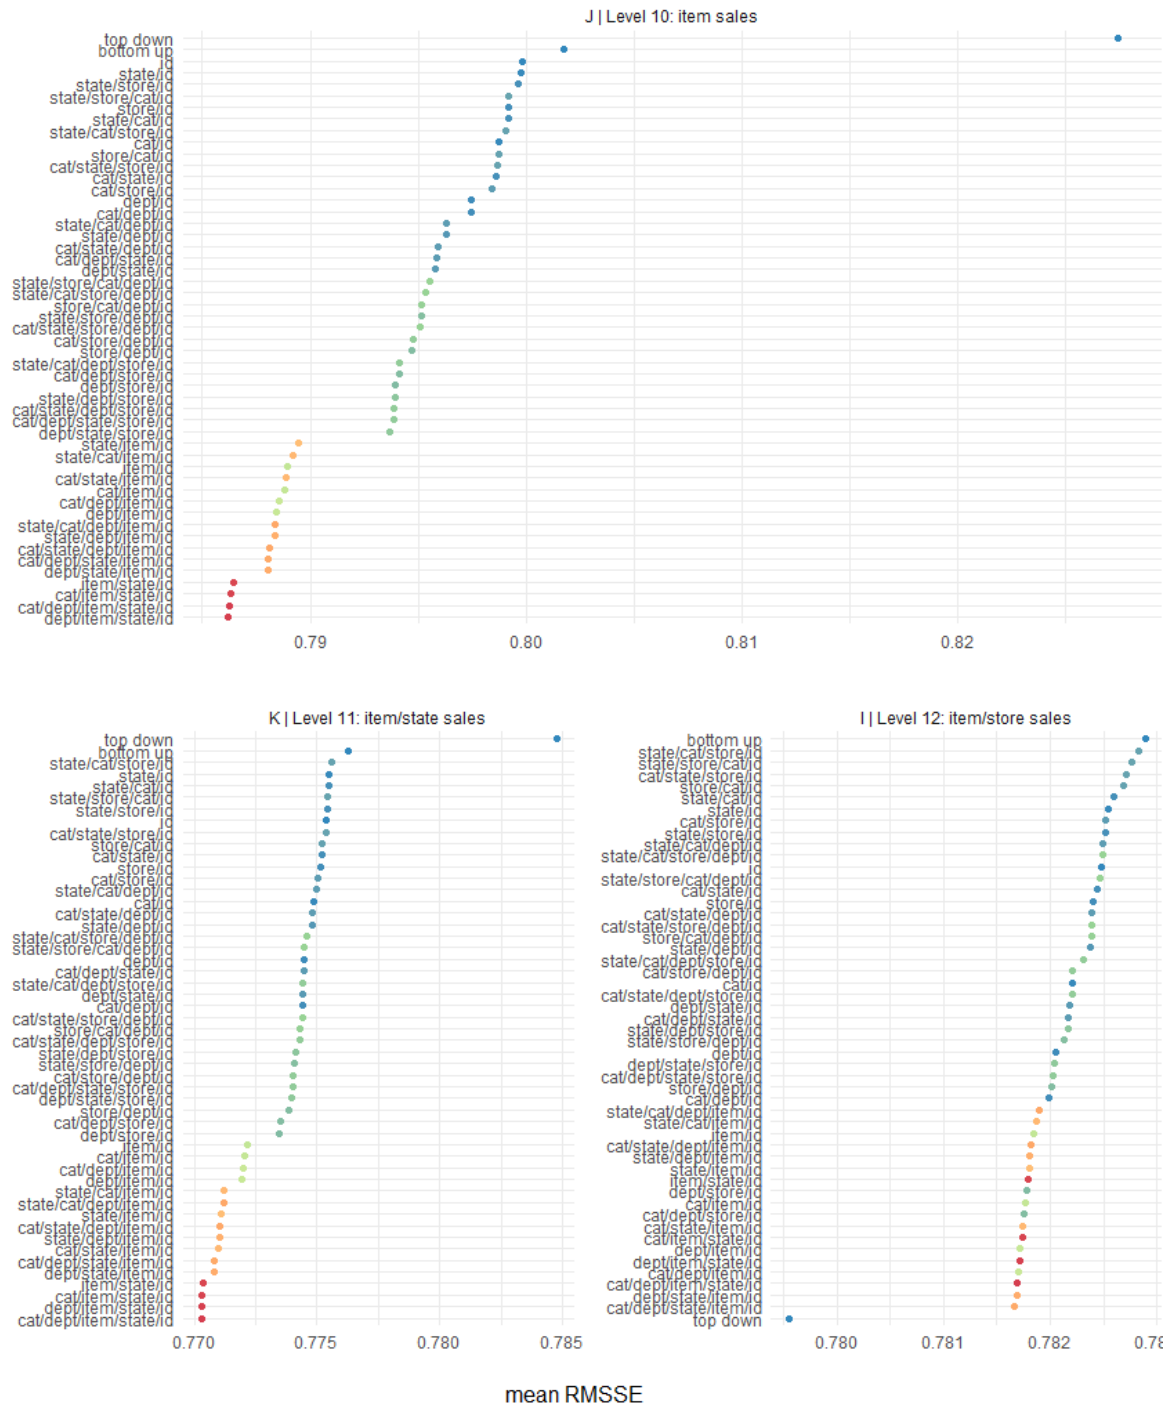 J | Level 10: item sales
top down
bottom up
id
state/id
state/store/id
state/store/cat/id
store/id
state/cat/id
state/cat/store/id
cat/id
store/cat/id
cat/state/store/id
cat/state/id
cat/store/id
dept/id
cat/dept/id
state/cat/dept/id
state/dept/id
cat/state/dept/id
cat/dept/state/id
dept/state/id
state/store/cat/dept/id
state/cat/store/dept/id
store/cat/dept/id
state/store/dept/id
cat/state/store/dept/id
cat/store/dept/id
store/dept/id
state/cat/dept/store/id
cat/dept/store/id
dept/store/id
state/dept/store/id
cat/state/dept/store/id
cat/dept/state/store/id
dept/state/store/id
state/item/id
state/cat/item/id
item/id
cat/state/item/id
cat/item/id
cat/dept/item/id
dept/item/id
state/cat/dept/item/id
state/dept/item/id
cat/state/dept/item/id
cat/dept/state/item/id
dept/state/item/id
item/state/id
cat/item/state/id
cat/dept/item/state/id
dept/item/state/id
0.79 0.80 0.81 0.82
K | Level 11: item/state sales
top down
bottom up
state/cat/store/id
state/id
state/cat/id
state/store/cat/id
state/store/id
id
cat/state/store/id
store/cat/id
cat/state/id
store/id
cat/store/id
state/cat/dept/id
cat/id
cat/state/dept/id
state/dept/id
state/cat/store/dept/id
state/store/cat/dept/id
dept/id
cat/dept/state/id
state/cat/dept/store/id
dept/state/id
cat/dept/id
cat/state/store/dept/id
store/cat/dept/id
cat/state/dept/store/id
state/dept/store/id
state/store/dept/id
cat/store/dept/id
cat/dept/state/store/id
dept/state/store/id
store/dept/id
cat/dept/store/id
dept/store/id
item/id
cat/item/id
cat/dept/item/id
dept/item/id
state/cat/item/id
state/cat/dept/item/id
state/item/id
cat/state/dept/item/id
state/dept/item/id
cat/state/item/id
cat/dept/state/item/id
dept/state/item/id
item/state/id
cat/item/state/id
dept/item/state/id
cat/dept/item/state/id
0.770 0.775 0.780 0.785
I | Level 12: item/store sales
bottom up
state/cat/store/id
state/store/cat/id
cat/state/store/id
store/cat/id
state/cat/id
state/id
cat/store/id
state/store/id
state/cat/dept/id
state/cat/store/dept/id
id
state/store/cat/dept/id
cat/state/id
store/id
cat/state/dept/id
cat/state/store/dept/id
store/cat/dept/id
state/dept/id
state/cat/dept/store/id
cat/store/dept/id
cat/id
cat/state/dept/store/id
dept/state/id
cat/dept/state/id
state/dept/store/id
state/store/dept/id
dept/id
dept/state/store/id
cat/dept/state/store/id
store/dept/id
cat/dept/id
state/cat/dept/item/id
state/cat/item/id
item/id
cat/state/dept/item/id
state/dept/item/id
state/item/id
item/state/id
dept/store/id
cat/item/id
cat/dept/store/id
cat/state/item/id
cat/item/state/id
dept/item/id
dept/item/state/id
cat/dept/item/id
cat/dept/item/state/id
dept/state/item/id
cat/dept/state/item/id
top down
0.780 0.781 0.782 0.78
mean RMSSE